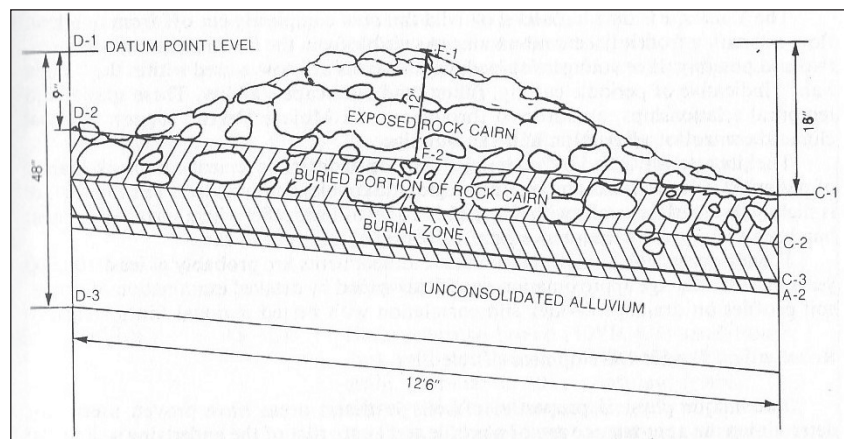 D-1
DATUM POINT LEVEL
F-1
12"
18"
EXPOSED ROCK CAIRN
D-2
48"
F-2
BURIED PORTION OF ROCK CAIRN
C-1
BURIAL ZONE
C-2
C-3
A-2
D-3
UNCONSOLIDATED ALLUVIUM
12'6"